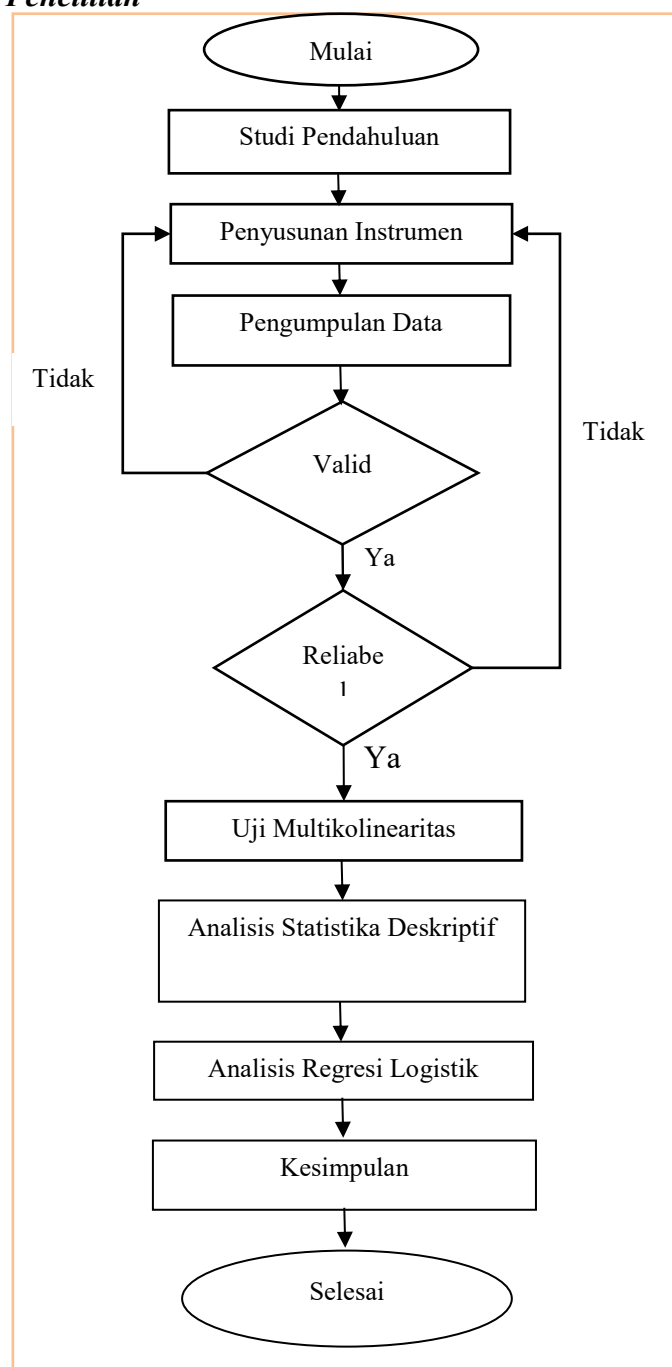 Penelitian
Mulai
Studi Pendahuluan
Penyusunan Instrumen
Pengumpulan Data
Tidak
Tidak
Valid
Ya
Reliabe
l
Ya
Uji Multikolinearitas
Analisis Statistika Deskriptif
Analisis Regresi Logistik
Kesimpulan
Selesai